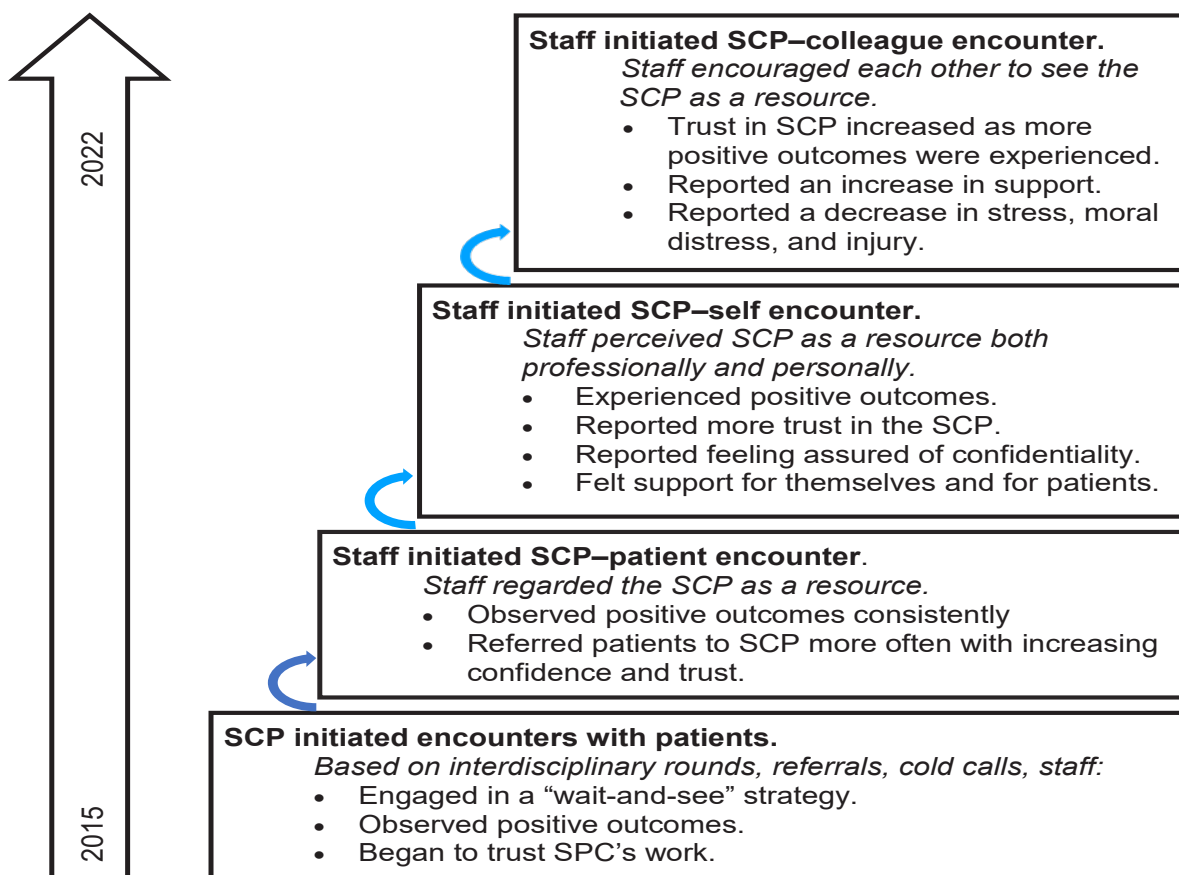 Staff initiated SCP–colleague encounter.
Staff encouraged each other to see the
SCP as a resource.
• Trust in SCP increased as more
positive outcomes were experienced.
• Reported an increase in support.
• Reported a decrease in stress, moral
distress, and injury.
2022
Staff initiated SCP–self encounter.
Staff perceived SCP as a resource both
professionally and personally.
• Experienced positive outcomes.
• Reported more trust in the SCP.
• Reported feeling assured of confidentiality.
• Felt support for themselves and for patients.
Staff initiated SCP–patient encounter.
Staff regarded the SCP as a resource.
• Observed positive outcomes consistently
• Referred patients to SCP more often with increasing
confidence and trust.
SCP initiated encounters with patients.
Based on interdisciplinary rounds, referrals, cold calls, staff:
• Engaged in a “wait-and-see” strategy.
• Observed positive outcomes.
• Began to trust SPC’s work.
2015